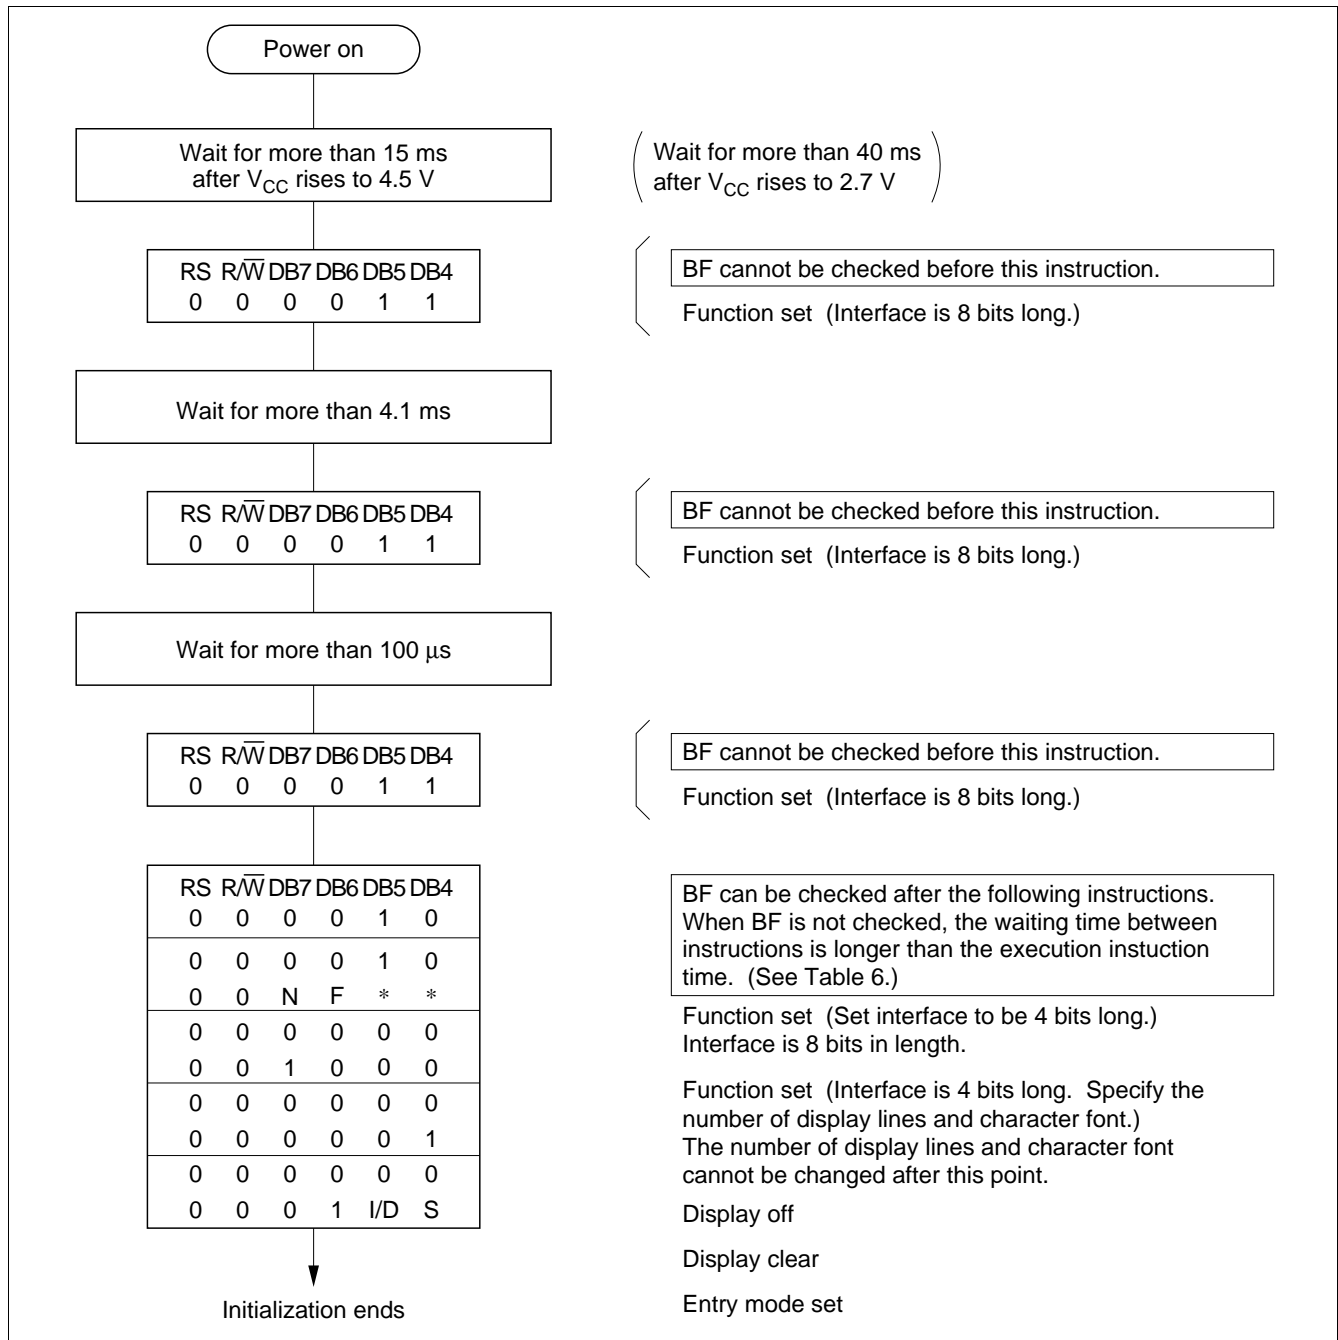 Power on
Wait for more than 15 ms
after VCC rises to 4.5 V
Wait for more than 40 ms
after VCC rises to 2.7 V
RS R/W̅ DB7 DB6 DB5 DB4
0 0 0 0 1 1
BF cannot be checked before this instruction.
Function set (Interface is 8 bits long.)
Wait for more than 4.1 ms
RS R/W̅ DB7 DB6 DB5 DB4
0 0 0 0 1 1
BF cannot be checked before this instruction.
Function set (Interface is 8 bits long.)
Wait for more than 100 µs
RS R/W̅ DB7 DB6 DB5 DB4
0 0 0 0 1 1
BF cannot be checked before this instruction.
Function set (Interface is 8 bits long.)
RS R/W̅ DB7 DB6 DB5 DB4
0 0 0 0 1 0
0 0 0 0 1 0
0 0 N F * *
0 0 0 0 0 0
0 0 1 0 0 0
0 0 0 0 0 0
0 0 0 0 0 1
0 0 0 0 0 0
0 0 0 1 I/D S
BF can be checked after the following instructions.
When BF is not checked, the waiting time between
instructions is longer than the execution instuction
time. (See Table 6.)
Function set (Set interface to be 4 bits long.)
Interface is 8 bits in length.
Function set (Interface is 4 bits long. Specify the
number of display lines and character font.)
The number of display lines and character font
cannot be changed after this point.
Display off
Display clear
Entry mode set
Initialization ends